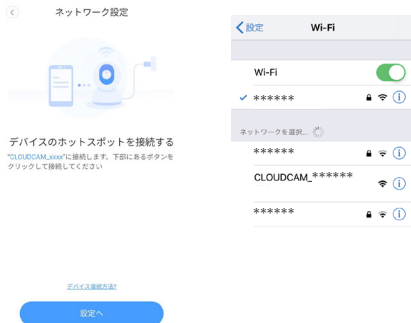 ネットワーク設定
デバイスのホットスポットを接続する
"CLOUDCAM_xxxx"に接続します。下部にあるボタンを
クリックして接続してください
デバイス接続方法?
設定へ
設定
Wi-Fi
Wi-Fi
******
ネットワークを選択...
******
CLOUDCAM_******
******